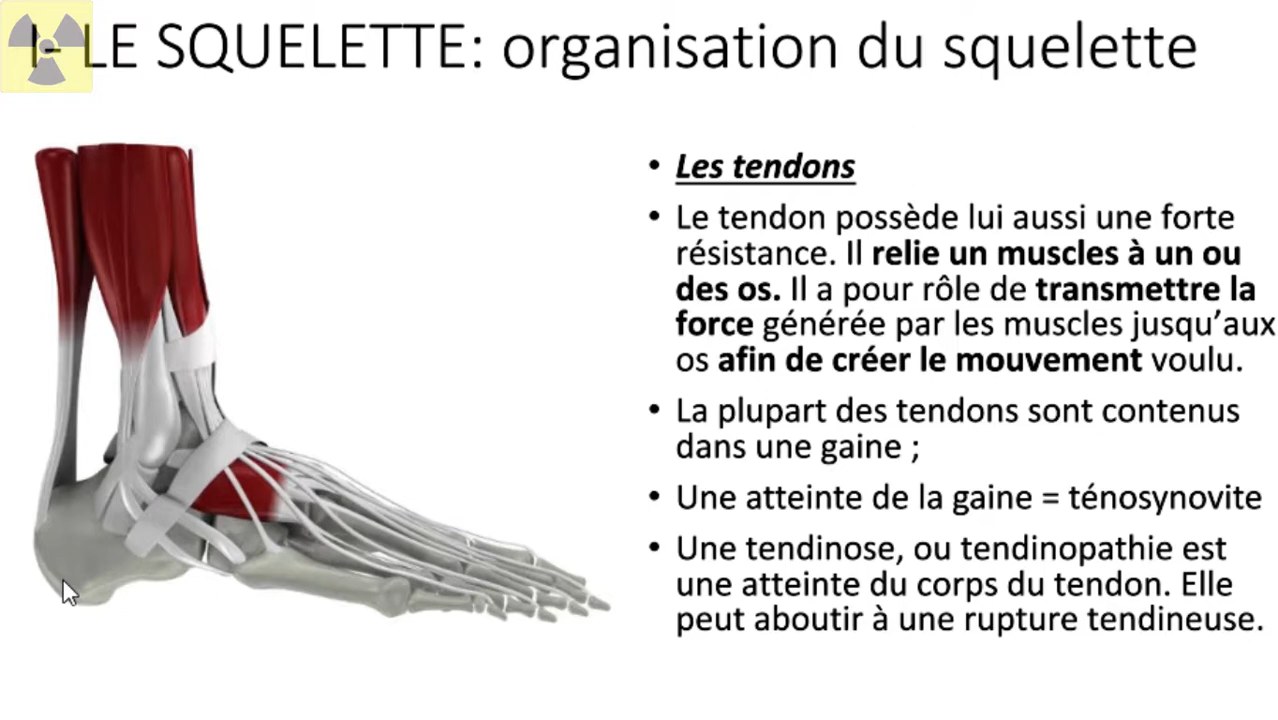 I- LE SQUELETTE: organisation du squelette
• Les tendons
• Le tendon possède lui aussi une forte
résistance. Il relie un muscles à un ou
des os. Il a pour rôle de transmettre la
force générée par les muscles jusqu’aux
os afin de créer le mouvement voulu.
• La plupart des tendons sont contenus
dans une gaine ;
• Une atteinte de la gaine = ténosynovite
• Une tendinose, ou tendinopathie est
une atteinte du corps du tendon. Elle
peut aboutir à une rupture tendineuse.